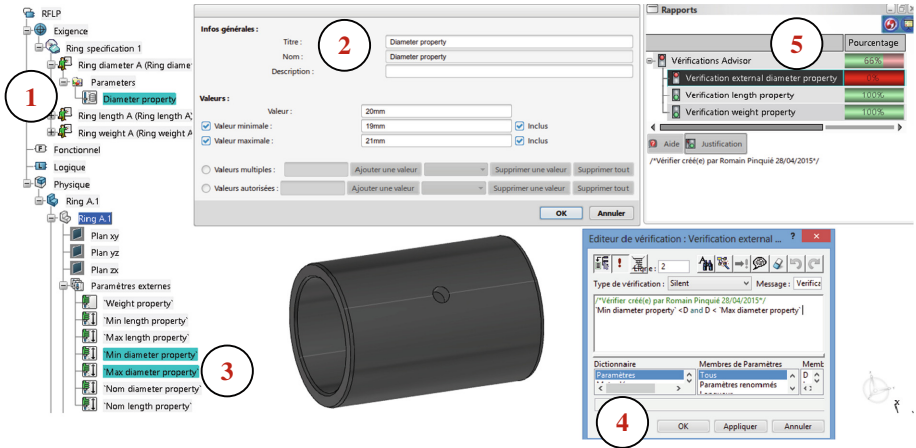 RFLP
Exigence
Ring specification 1
Ring diameter A (Ring diame
Parameters
1
Diameter property
Ring length A (Ring length A)
Ring weight A (Ring weight A
Fonctionnel
Logique
Physique
Ring A.1
Ring A.1
Plan xy
Plan yz
Plan zx
Paramètres externes
`Weight property`
`Min length property`
`Max length property`
`Min diameter property`
`Max diameter property`
3
`Nom diameter property`
`Nom length property`
Infos générales :
2
Titre : Diameter property
Nom : Diameter property
Description :
Valeurs :
Valeur : 20mm
Valeur minimale : 19mm Inclus
Valeur maximale : 21mm Inclus
Valeurs multiples : Ajouter une valeur Supprimer une valeur Supprimer tout
Valeurs autorisées : Ajouter une valeur Supprimer une valeur Supprimer tout
OK Annuler
Rapports
5
Pourcentage
Vérifications Advisor 66%
Verification external diameter property 0%
Verification length property 100%
Verification weight property 100%
Aide Justification
/*Vérifier créé(e) par Romain Pinquié 28/04/2015*/
Editeur de vérification : Verification external ... ? ×
Ligne : 2
Type de vérification : Silent Message : Verifica
/*Vérifier créé(e) par Romain Pinquié 28/04/2015*/
`Min diameter property` <D and D < `Max diameter property`
Dictionnaire Membres de Paramètres Memb
Paramètres Tous D
Paramètres renommés
4
OK Appliquer Annuler